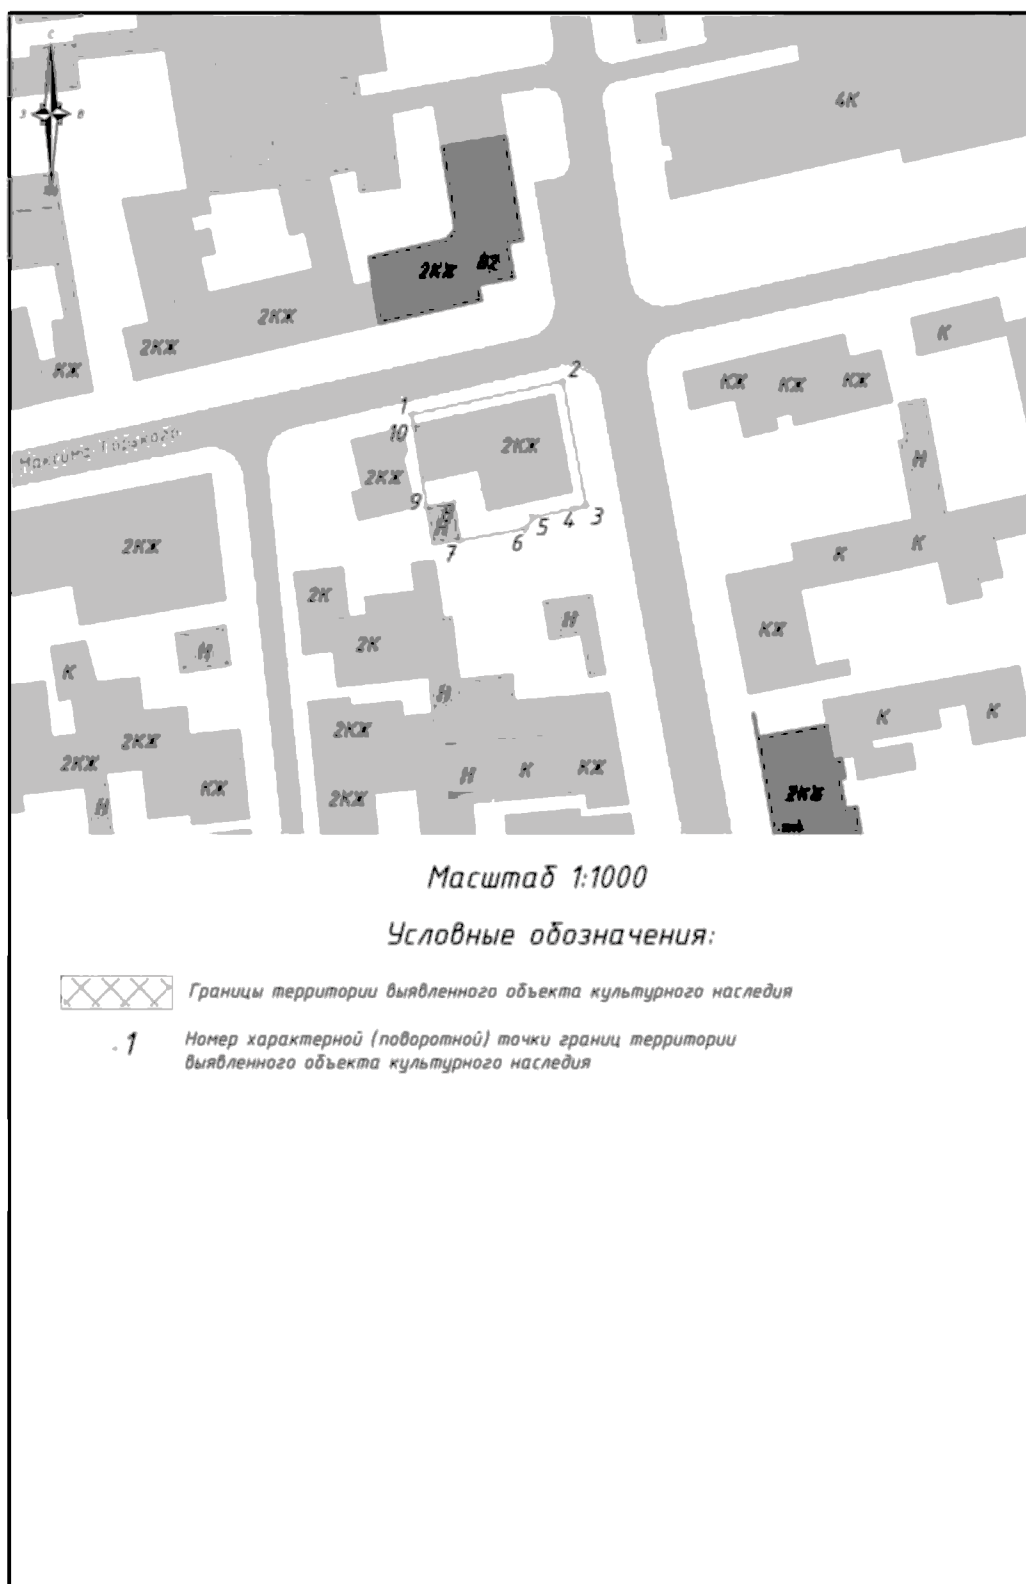 С
З В
4К
2КЖ
2КЖ
2КЖ
КЖ
К
КЖ КЖ КЖ
2
1
10
2КЖ
Максима Горького
2КЖ
Н
9
Н
3
4
5
6
7
2КЖ
К
К
2К
Н
2К
КЖ
Н
К
Н
К
К
2КЖ
2КЖ
2КЖ
КЖ
Н
К
КЖ
Н
2КЖ
2КЖ
Масштаб 1:1000
Условные обозначения:
Границы территории выявленного объекта культурного наследия
1 Номер характерной (поворотной) точки границ территории
выявленного объекта культурного наследия